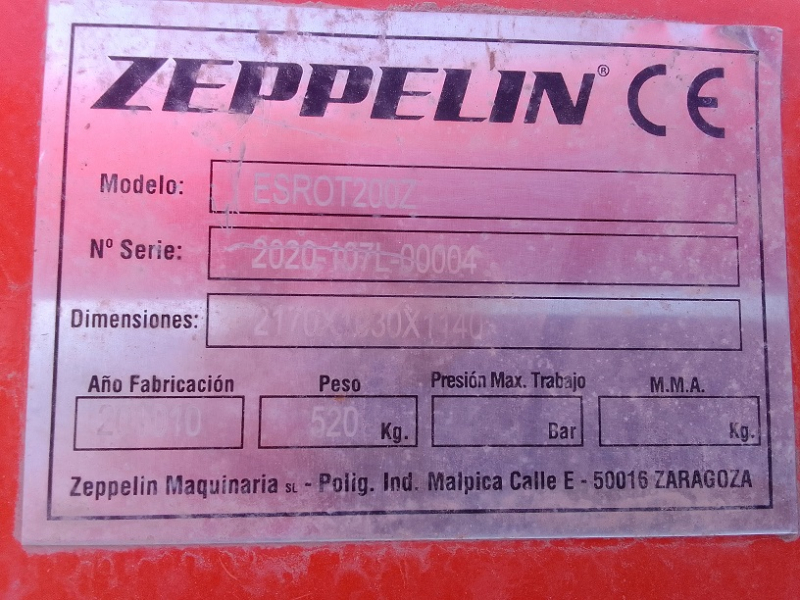 ZEPPELIN® CE
Modelo: ESROT200Z
Nº Serie: 2020-107L-00004
Dimensiones:
Año Fabricación Peso Presión Max. Trabajo M.M.A.
520 Kg. Bar Kg.
Zeppelin Maquinaria SL - Polig. Ind. Malpica Calle E - 50016 ZARAGOZA